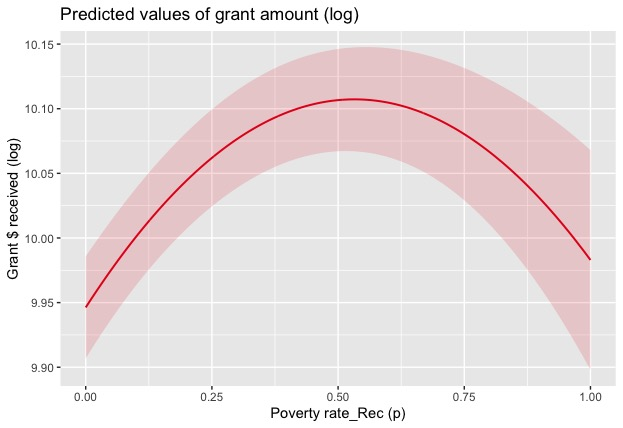 Predicted values of grant amount (log)
Grant $ received (log)
10.15
10.10
10.05
10.00
9.95
9.90
0.00 0.25 0.50 0.75 1.00
Poverty rate_Rec (p)